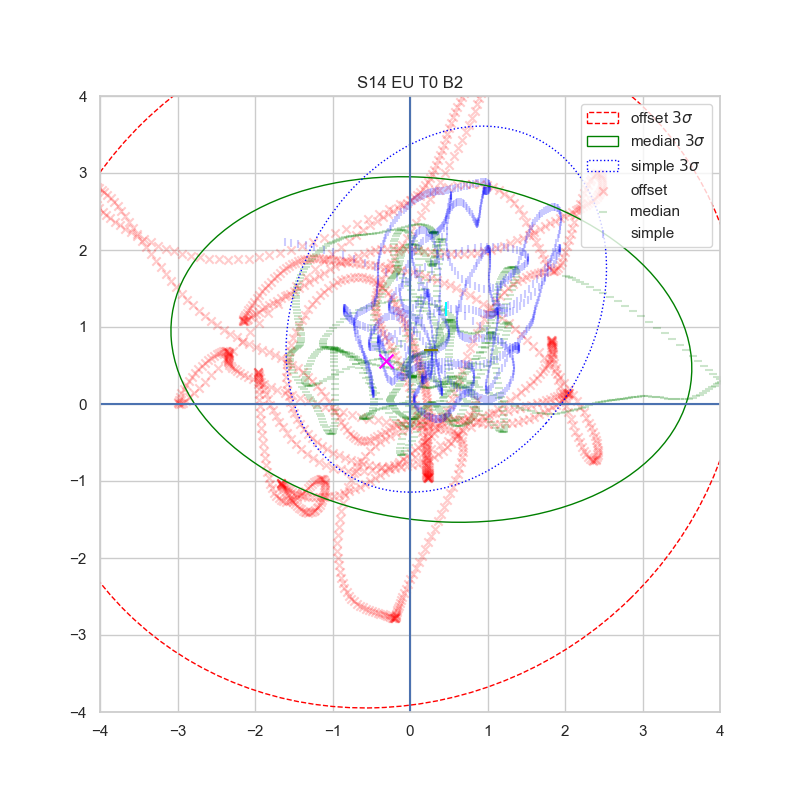 S14 EU T0 B2
4
3
2
1
0
−1
−2
−3
−4
−4 −3 −2 −1 0 1 2 3 4
offset 3σ
median 3σ
simple 3σ
offset
median
simple